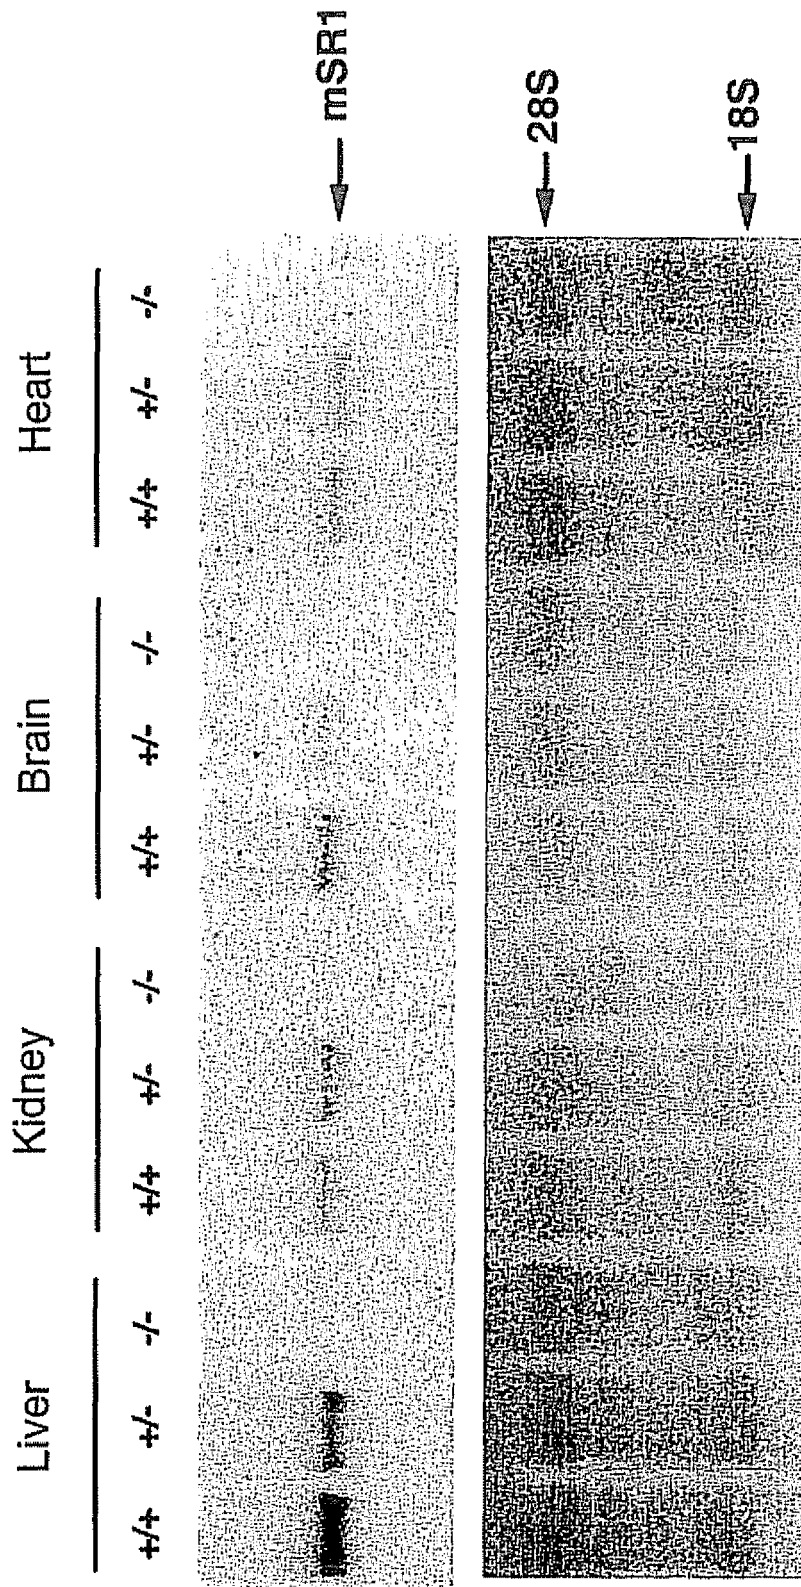 Liver Kidney Brain Heart
+/+ +/- -/- +/+ +/- -/- +/+ +/- -/- +/+ +/- -/-
mSR1
28S
18S